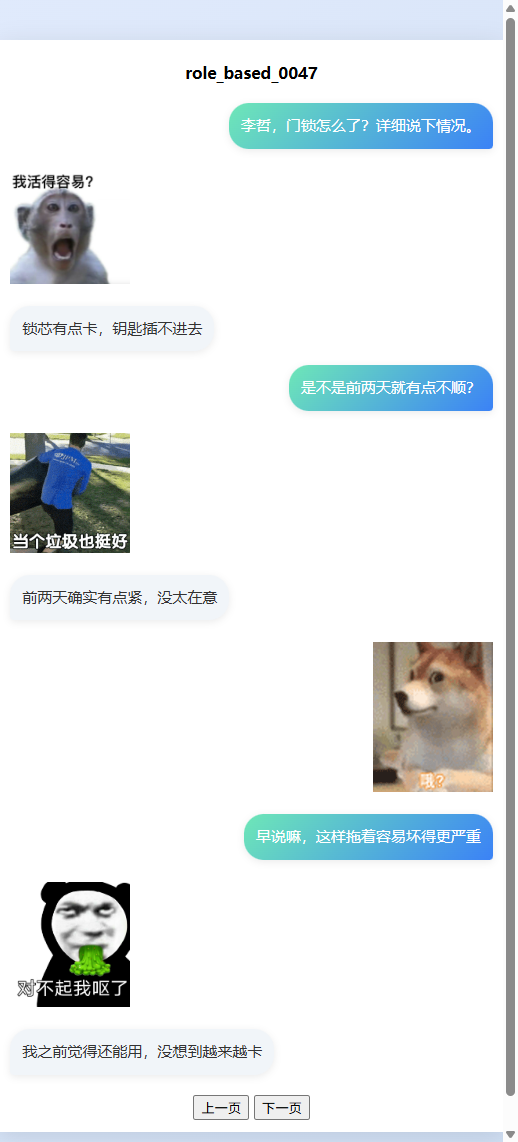 role_based_0047
李哲，门锁怎么了？详细说下情况。
我活得容易？
锁芯有点卡，钥匙插不进去
是不是前两天就有点不顺？
当个垃圾也挺好
前两天确实有点紧，没太在意
哦？
早说嘛，这样拖着容易坏得更严重
对不起我呕了
我之前觉得还能用，没想到越来越卡
上一页 下一页